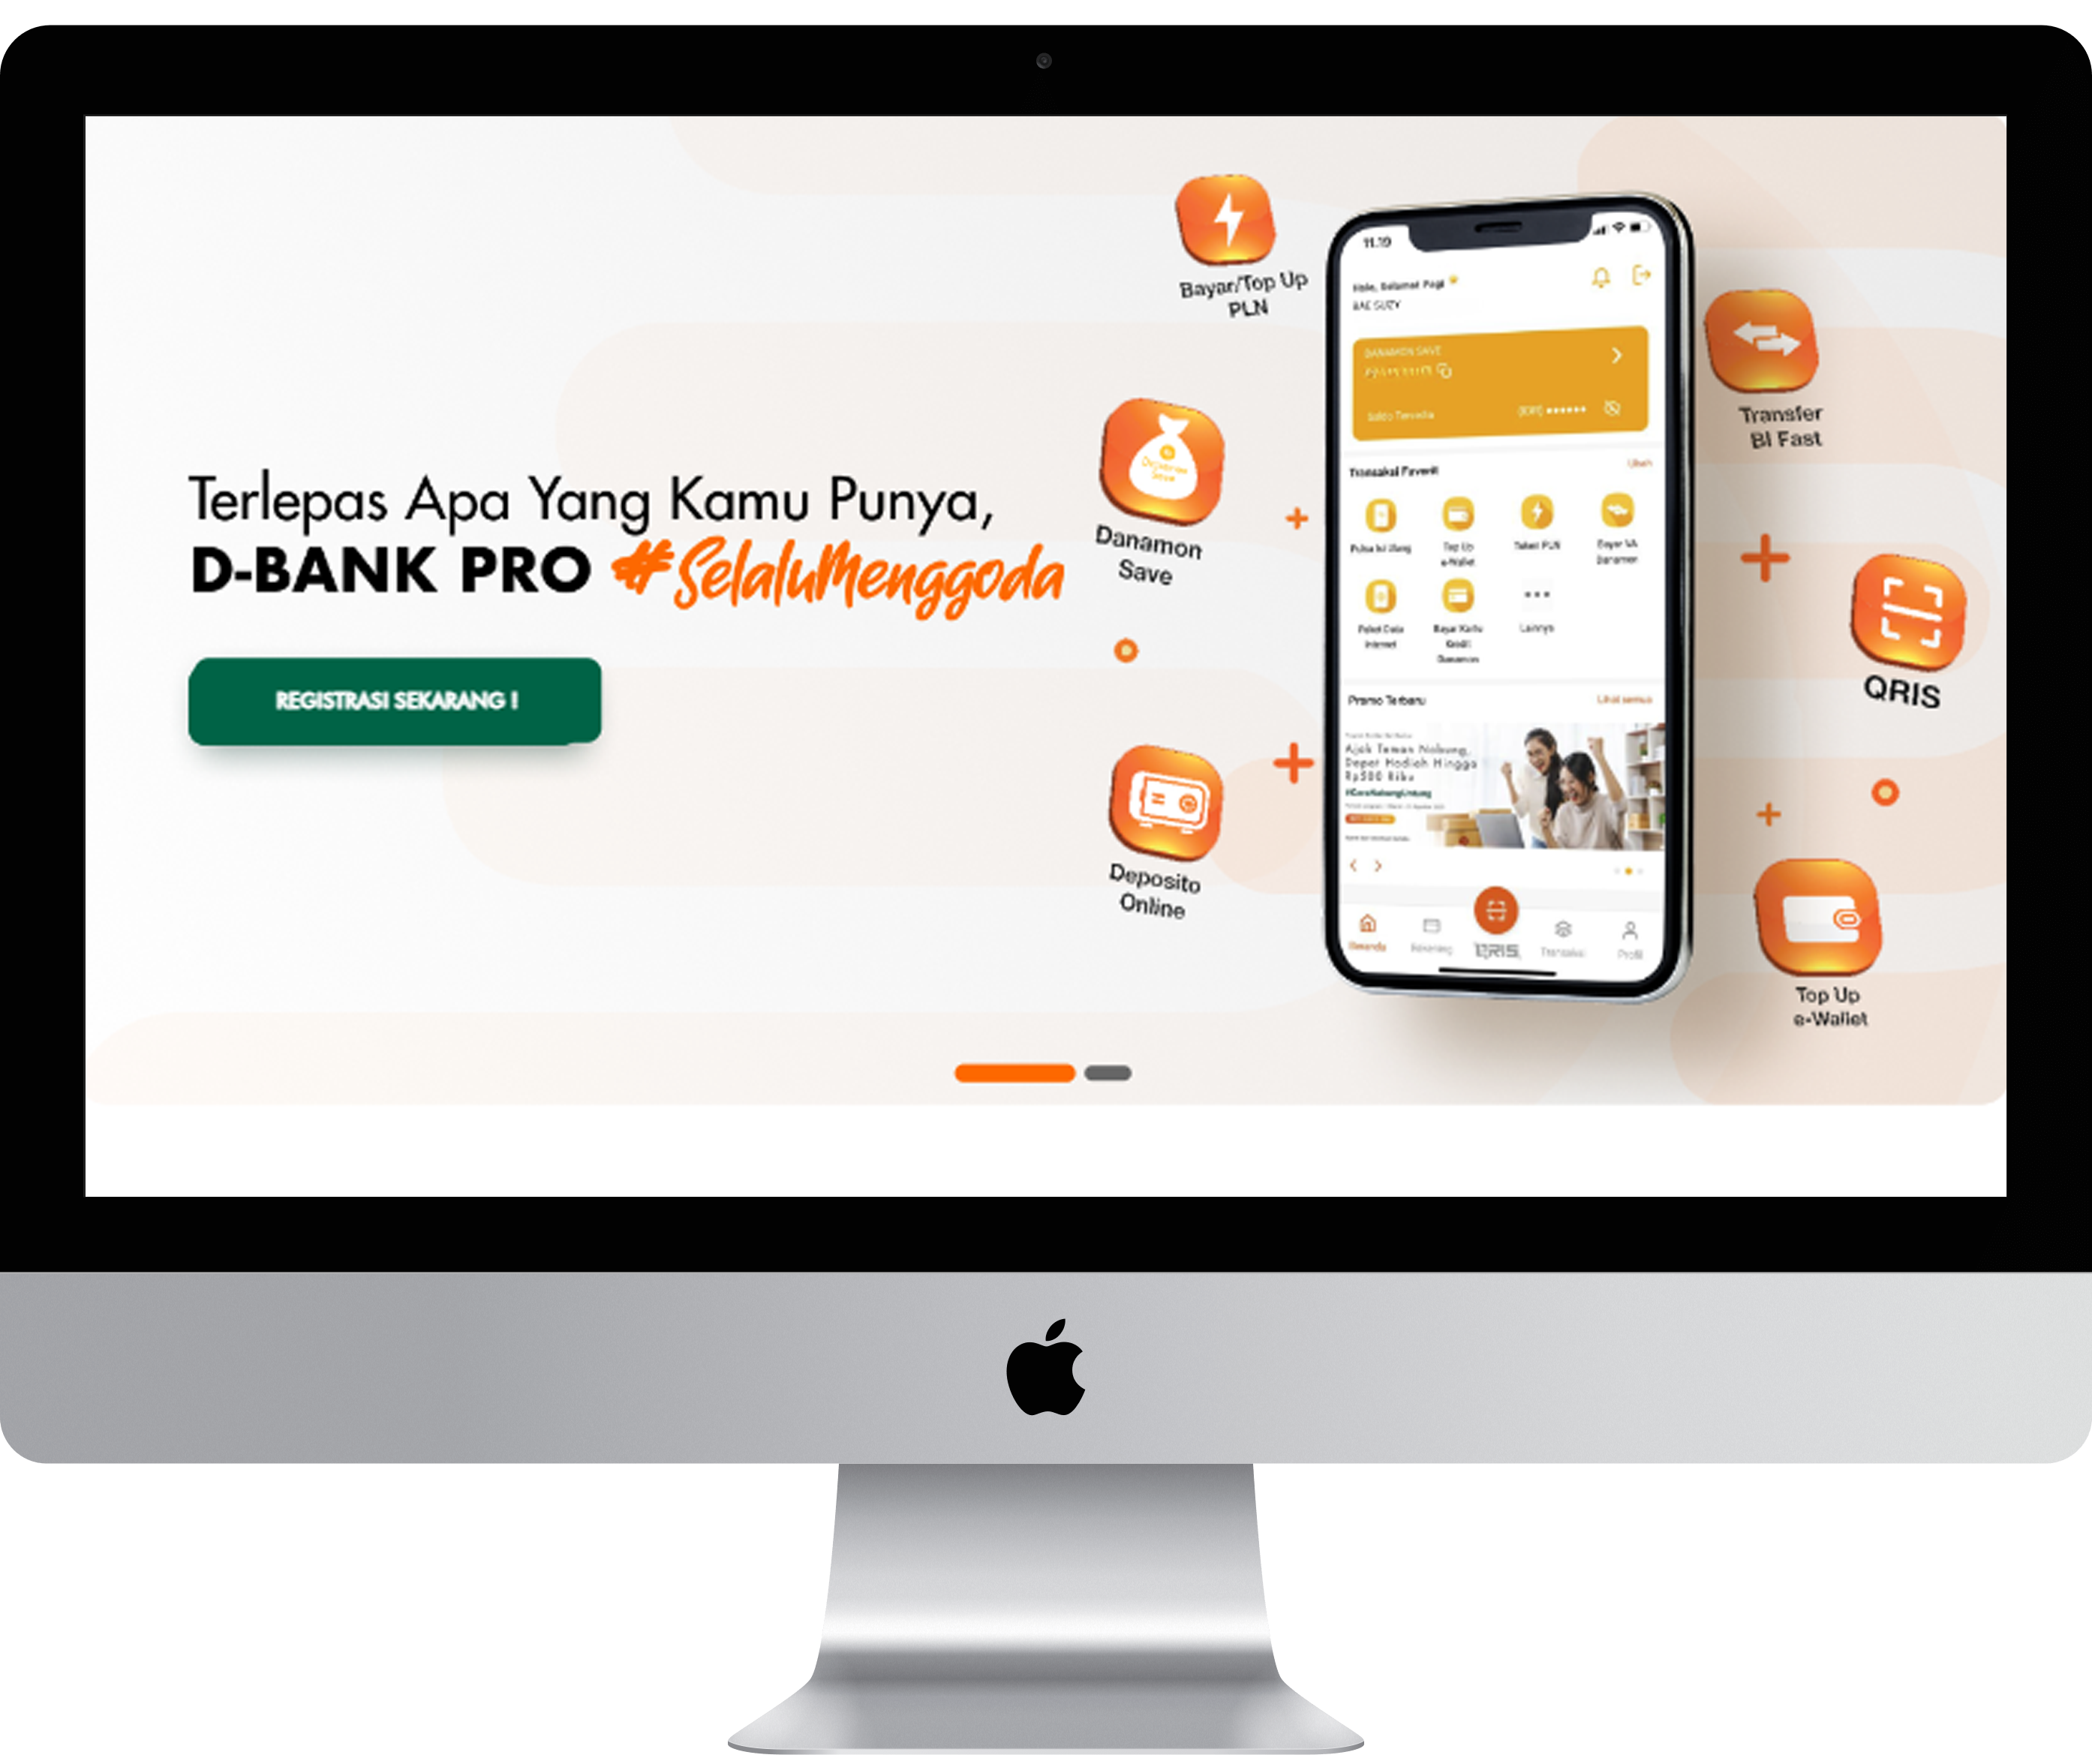 Terlepas Apa Yang Kamu Punya,
D-BANK PRO #SelaluMenggoda
REGISTRASI SEKARANG !
Bayar/Top Up
PLN
Danamon
Save
Deposito
Online
11.19
Halo, Selamat Pagi
BAE SUZY
DANAMON SAVE
Saldo Tersedia
Transaksi Favorit
Ubah
Pulsa Isi Ulang
Top Up
e-Wallet
Token PLN
Bayar VA
Danamon
Paket Data
Internet
Bayar Kartu
Kredit
Danamon
Lainnya
Promo Terbaru
Lihat semua
Ajak Teman Nabung,
Dapat Hadiah Hingga
Rp500 Ribu
Beranda
Rekening
QRIS
Transaksi
Profil
Transfer
BI Fast
QRIS
Top Up
e-Wallet